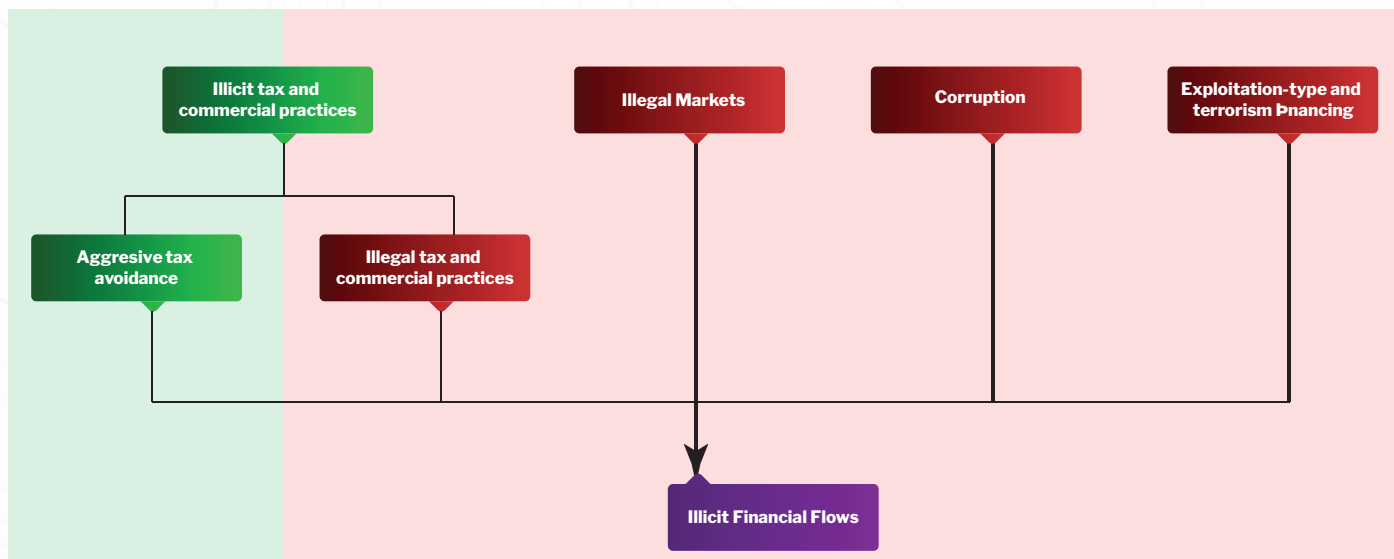 Illicit tax and
commercial practices
Illegal Markets
Corruption
Exploitation-type and
terrorism Þnancing
Aggresive tax
avoidance
Illegal tax and
commercial practices
Illicit Financial Flows